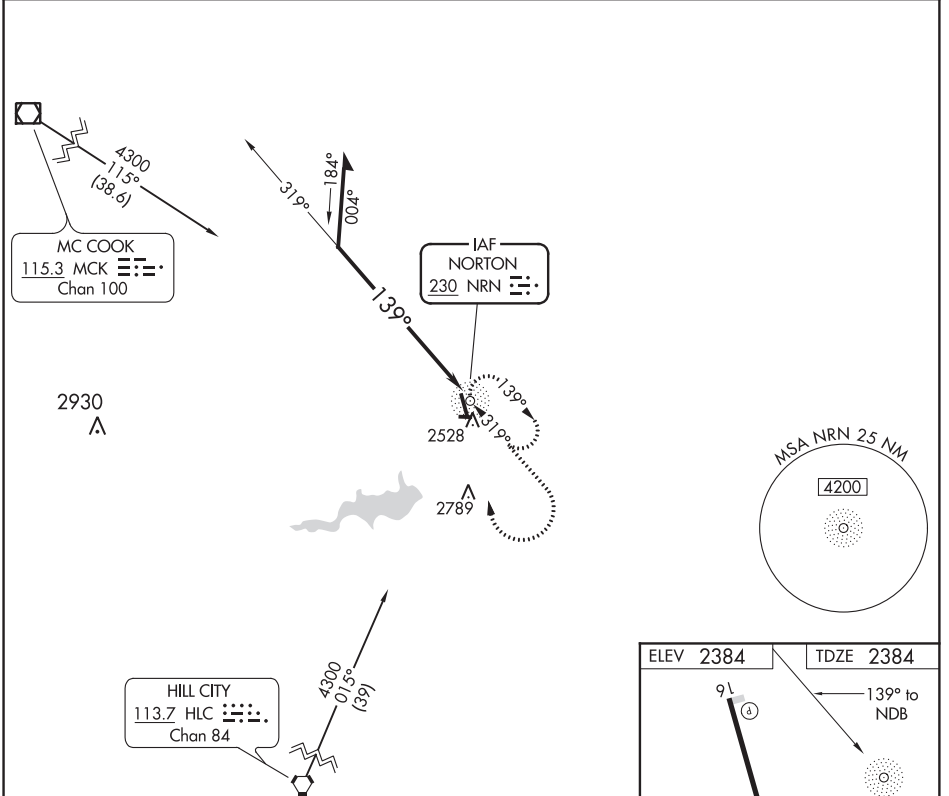 4300
115°
(38.6)
319°
184°
004°
MC COOK
115.3 MCK
Chan 100
IAF
NORTON
230 NRN
139°
2930
139°
2528
319°
2789
MSA NRN 25 NM
4200
4300
015°
(39)
HILL CITY
113.7 HLC
Chan 84
ELEV 2384
TDZE 2384
16
P
139° to
NDB